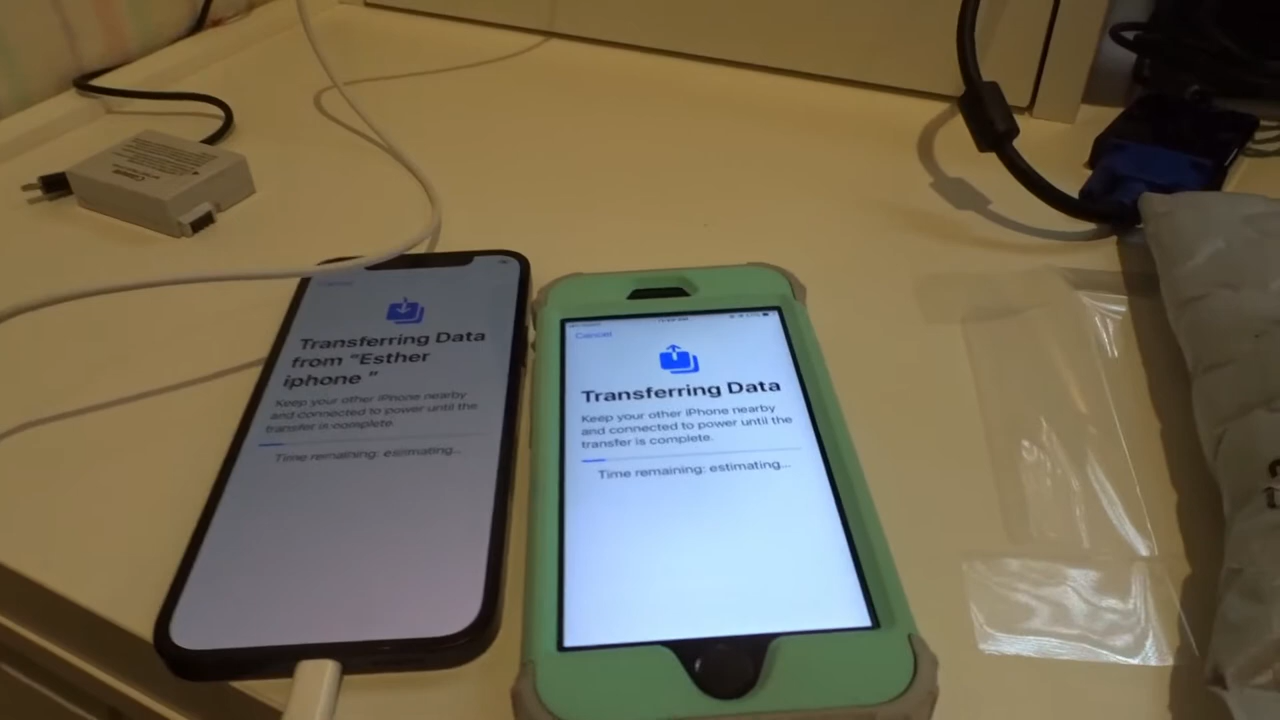 Canon
Transferring Data
from “Esther
iphone ”
Keep your other iPhone nearby
and connected to power until the
transfer is complete.
Time remaining: estimating...
Cancel
Transferring Data
Keep your other iPhone nearby
and connected to power until the
transfer is complete.
Time remaining: estimating...